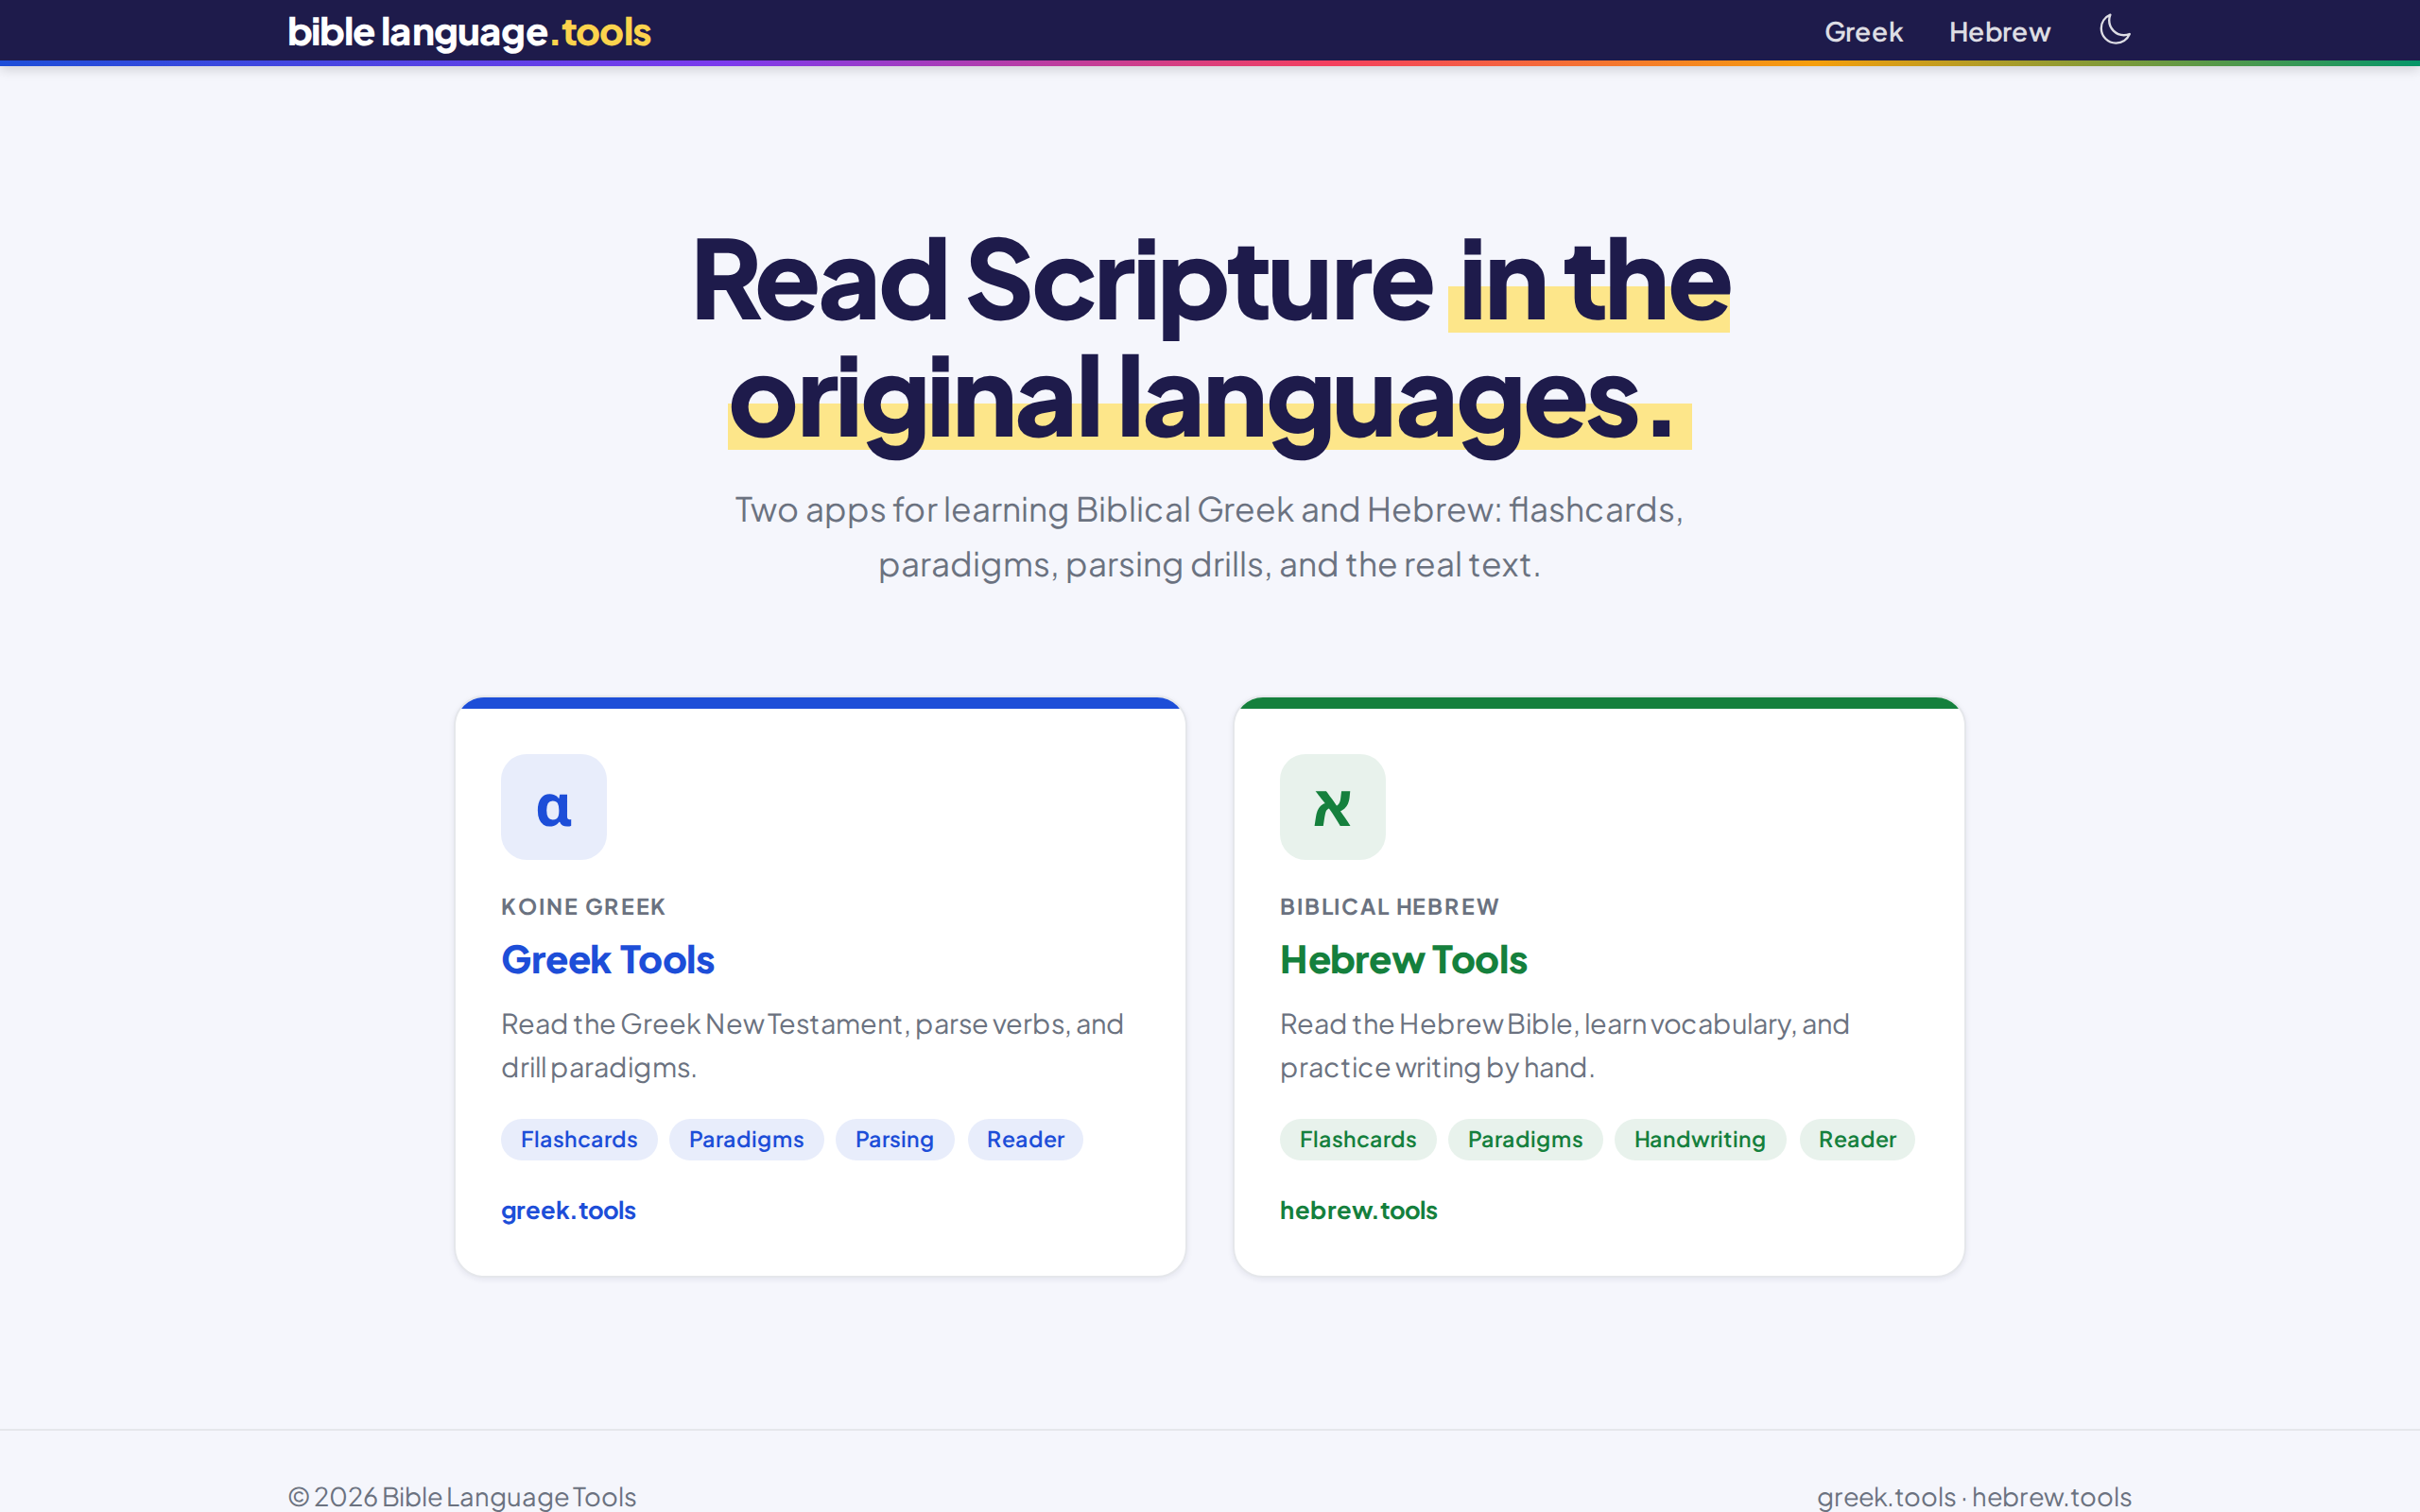 bible language.tools
Greek
Hebrew
Read Scripture in the
original languages.
Two apps for learning Biblical Greek and Hebrew: flashcards,
paradigms, parsing drills, and the real text.
α
KOINE GREEK
Greek Tools
Read the Greek New Testament, parse verbs, and
drill paradigms.
Flashcards
Paradigms
Parsing
Reader
greek.tools
א
BIBLICAL HEBREW
Hebrew Tools
Read the Hebrew Bible, learn vocabulary, and
practice writing by hand.
Flashcards
Paradigms
Handwriting
Reader
hebrew.tools
© 2026 Bible Language Tools
greek.tools · hebrew.tools